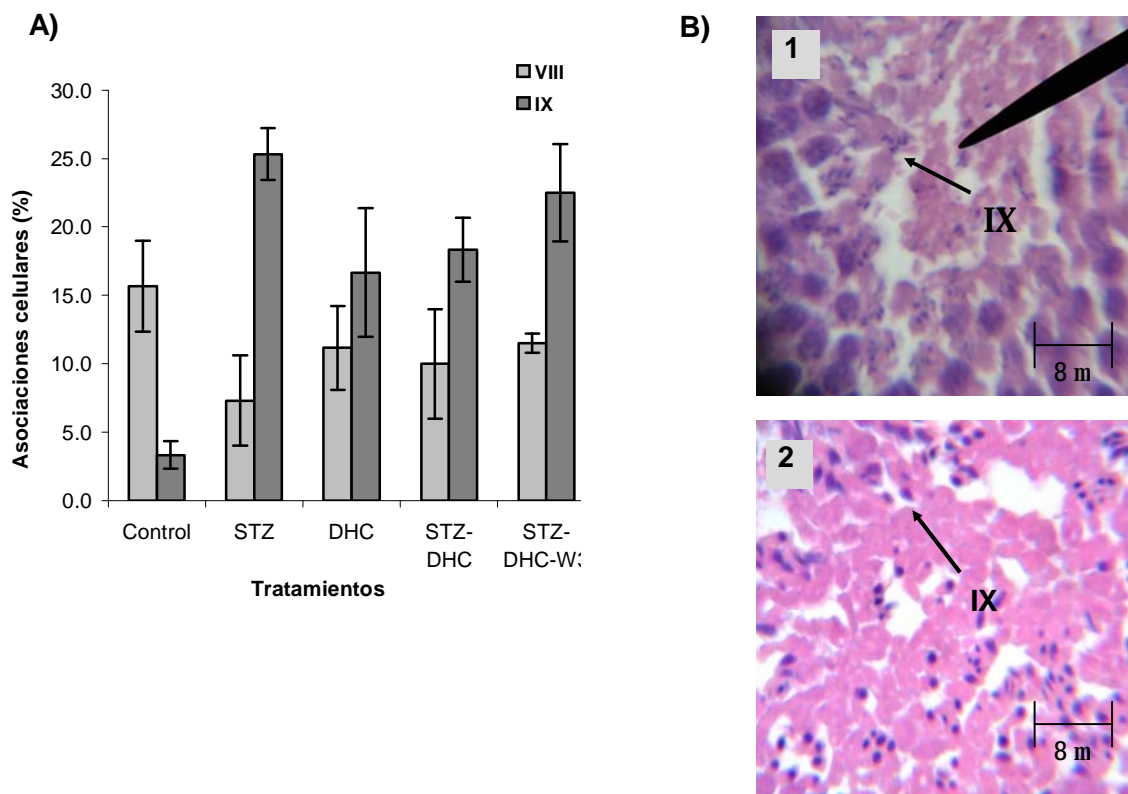 A)
VIII
IX
30.0
25.0
20.0
15.0
10.0
5.0
0.0
Asociaciones celulares (%)
Control
STZ
DHC
STZ-
DHC
STZ-
DHC-W3
Tratamientos
B)
1
IX
8 m
2
IX
8 m